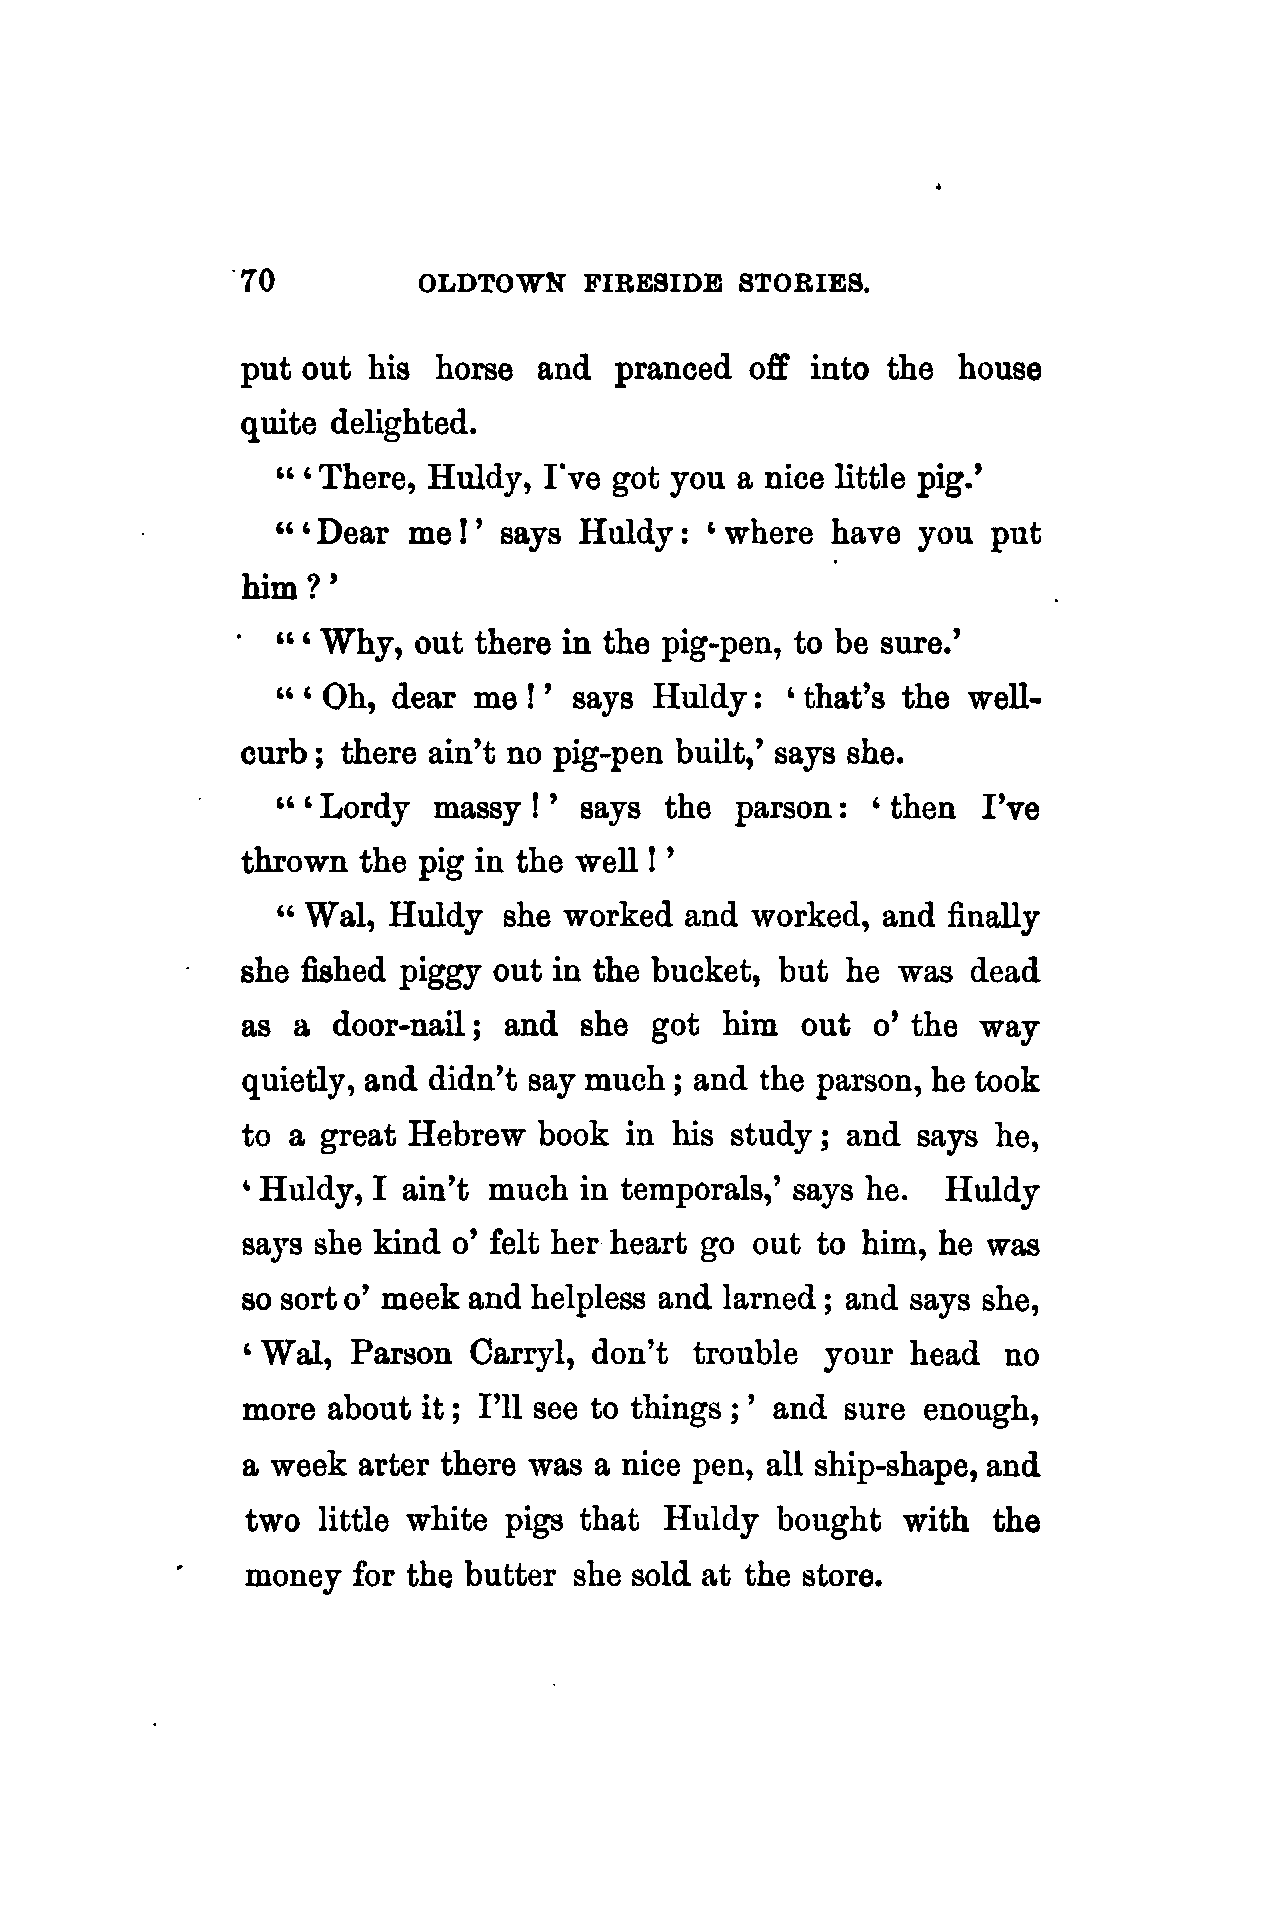 70 OLDTOWN FIRESIDE STORIES.
put out his horse and pranced off into the house
quite delighted.
“ ‘ There, Huldy, I've got you a nice little pig.’
“ ‘ Dear me ! ’ says Huldy : ‘ where have you put
him ? ’
“ ‘ Why, out there in the pig-pen, to be sure.’
“ ‘ Oh, dear me ! ’ says Huldy : ‘ that’s the well-
curb ; there ain’t no pig-pen built,’ says she.
“ ‘ Lordy massy ! ’ says the parson : ‘ then I’ve
thrown the pig in the well ! ’
“ Wal, Huldy she worked and worked, and finally
she fished piggy out in the bucket, but he was dead
as a door-nail ; and she got him out o’ the way
quietly, and didn’t say much ; and the parson, he took
to a great Hebrew book in his study ; and says he,
‘ Huldy, I ain’t much in temporals,’ says he. Huldy
says she kind o’ felt her heart go out to him, he was
so sort o’ meek and helpless and larned ; and says she,
‘ Wal, Parson Carryl, don’t trouble your head no
more about it ; I’ll see to things ; ’ and sure enough,
a week arter there was a nice pen, all ship-shape, and
two little white pigs that Huldy bought with the
money for the butter she sold at the store.